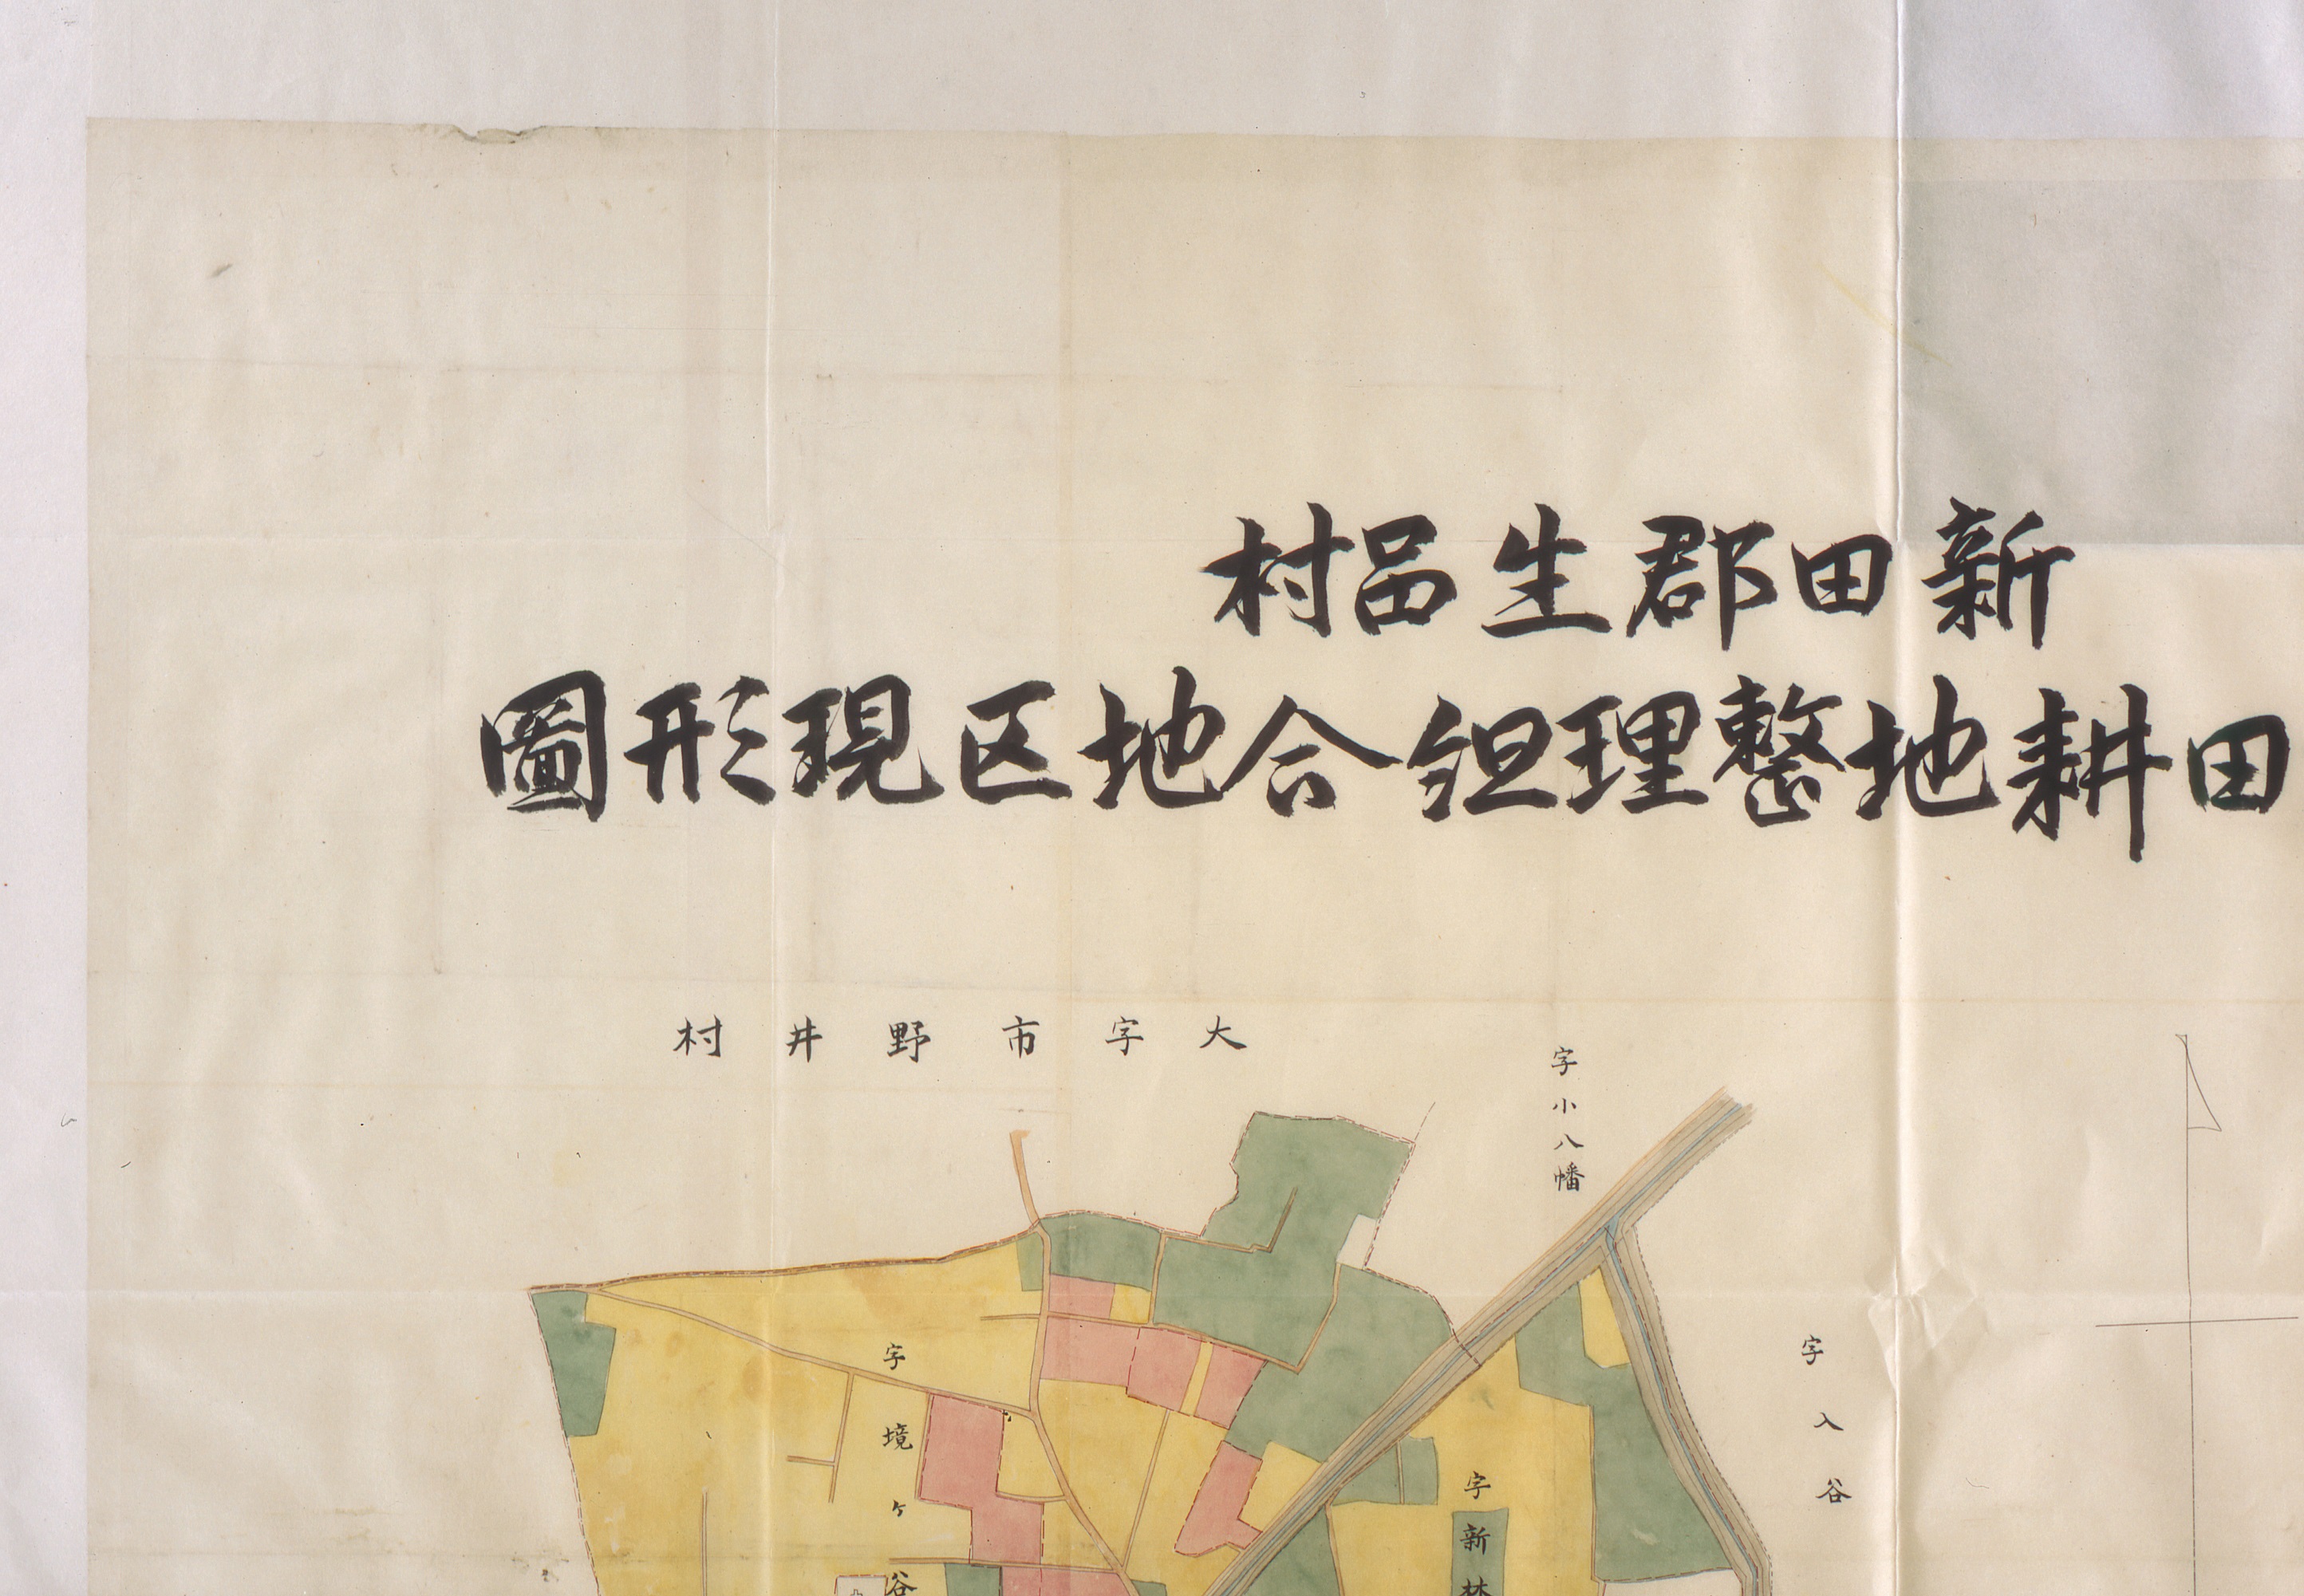 新田郡生品村
田耕地整理組合地区現形圖
大字市野井村
字小八幡
字入谷
字境ヶ谷
字新林